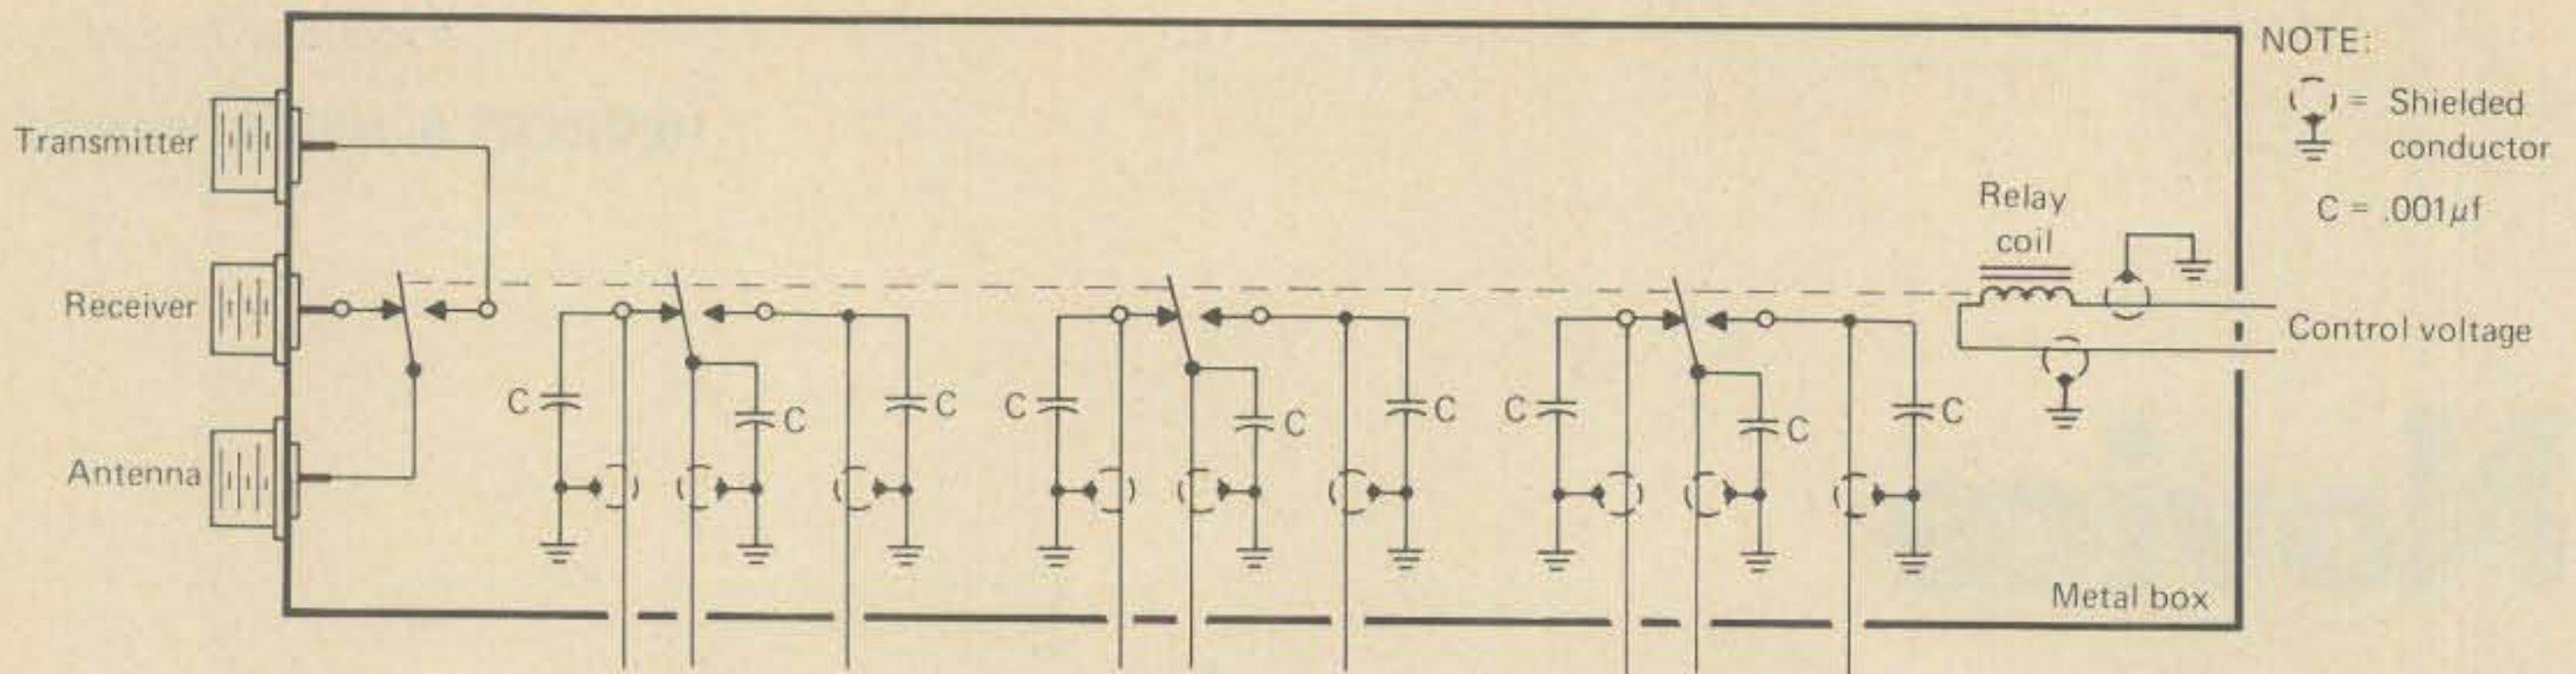 NOTE:
= Shielded
conductor
C = .001µf
Transmitter
Receiver
Antenna
Relay
coil
Control voltage
C
C
C
C
C
C
C
C
C
Metal box